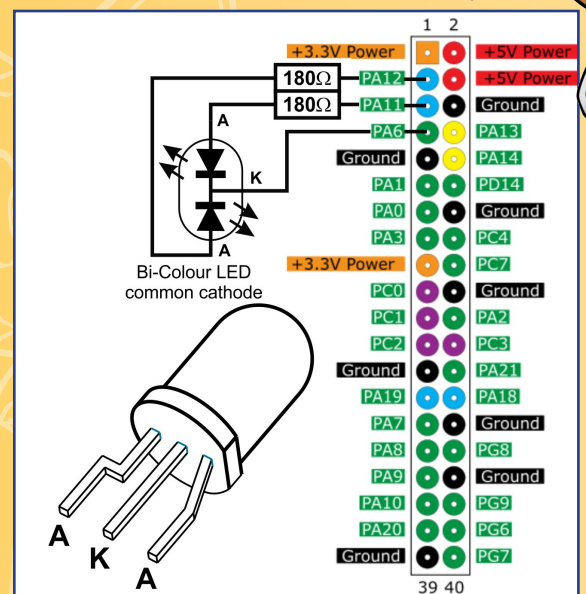 1 2
+3.3V Power +5V Power
180Ω PA12 +5V Power
180Ω PA11 Ground
A
PA6 PA13
K
Ground PA14
PA1 PD14
PA0 Ground
PA3 PC4
A
Bi-Colour LED
common cathode
+3.3V Power PC7
PC0 Ground
PC1 PA2
PC2 PC3
Ground PA21
PA19 PA18
PA7 Ground
PA8 PG8
PA9 Ground
PA10 PG9
PA20 PG6
Ground PG7
39 40
A
K
A